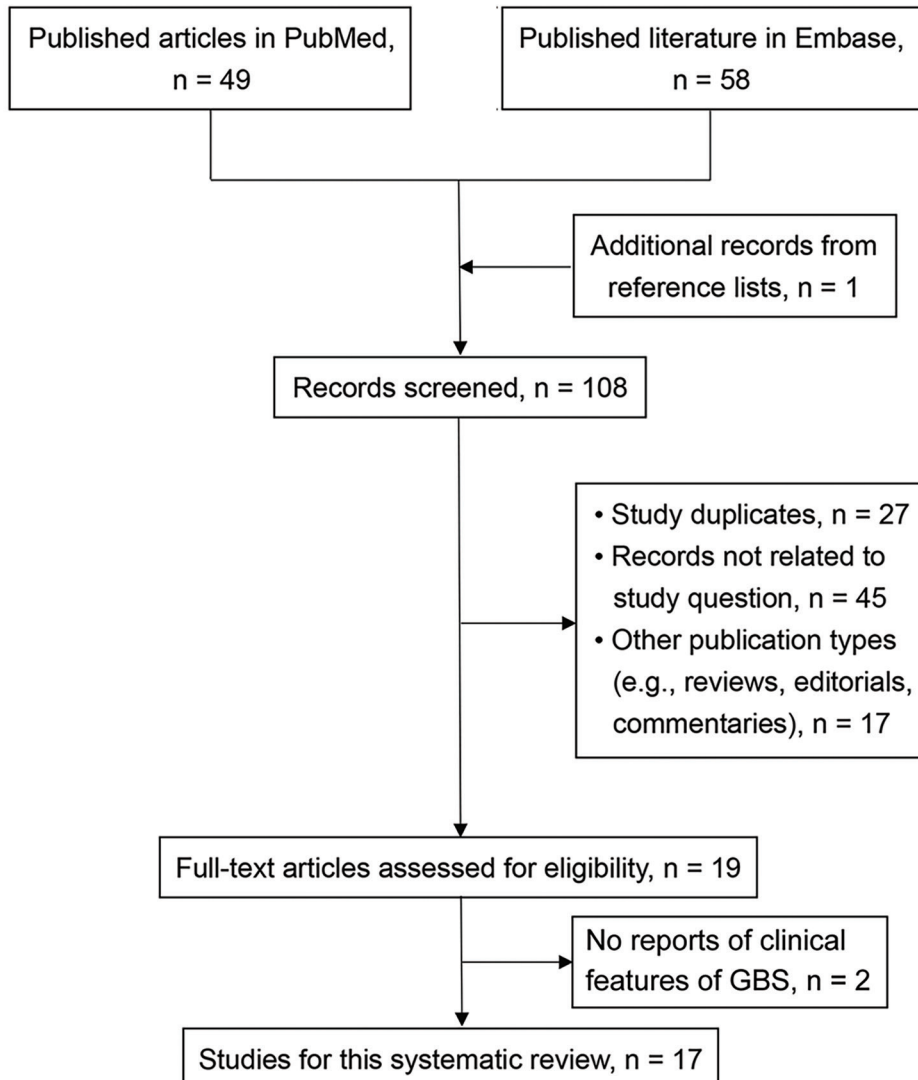 Published articles in PubMed,
n = 49
Published literature in Embase,
n = 58
Additional records from
reference lists, n = 1
Records screened, n = 108
• Study duplicates, n = 27
• Records not related to
study question, n = 45
• Other publication types
(e.g., reviews, editorials,
commentaries), n = 17
Full-text articles assessed for eligibility, n = 19
No reports of clinical
features of GBS, n = 2
Studies for this systematic review, n = 17